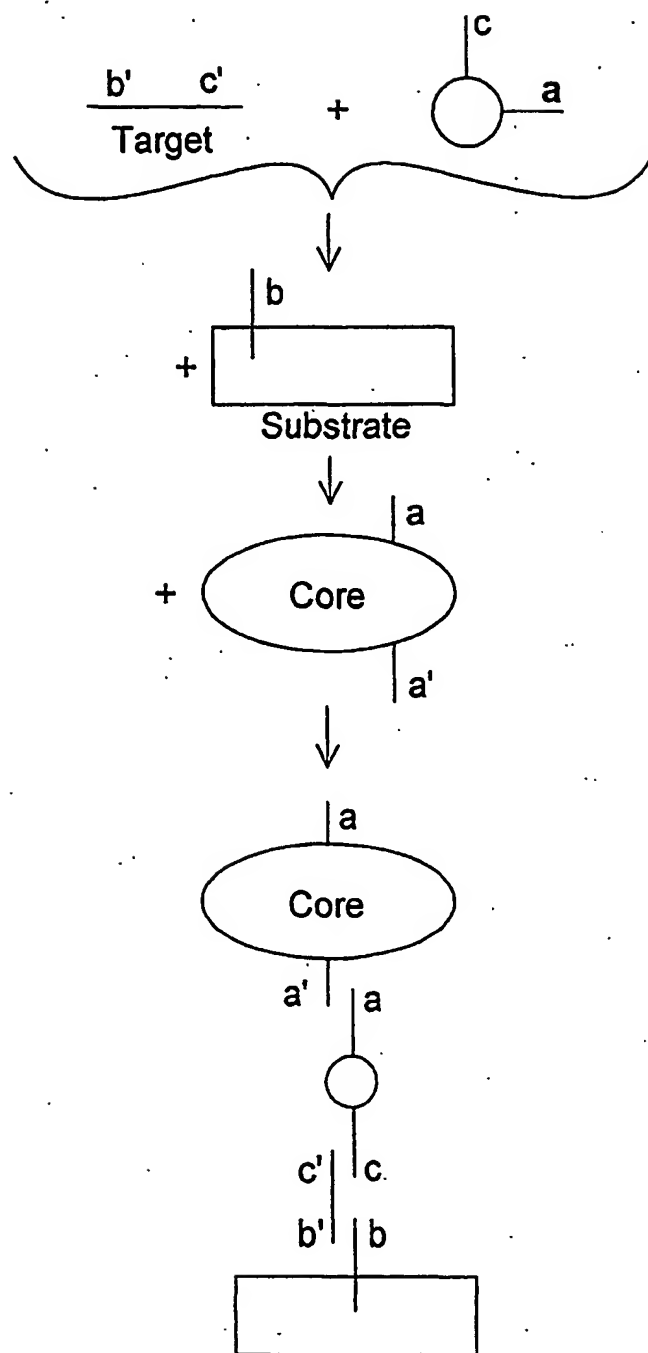 c
b' c' + a
Target
b
+
Substrate
a
+ Core
a'
a
Core
a' a
c' c
b' b